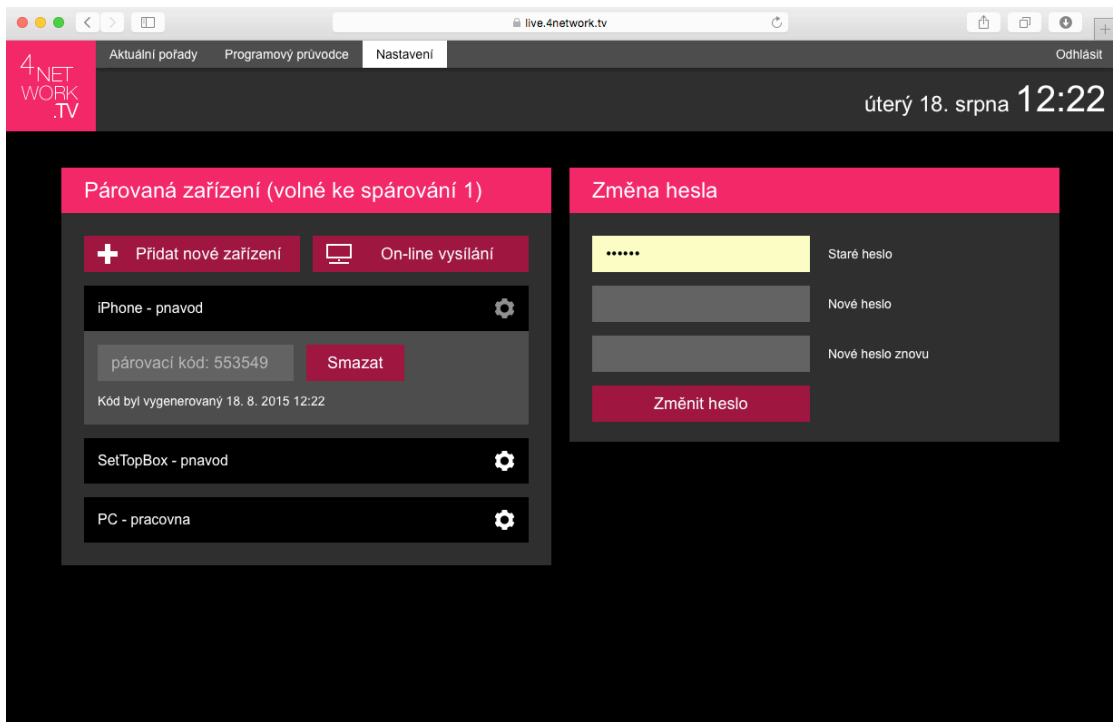 live.4network.tv
4NET
WORK
.TV
Aktuální pořady
Programový průvodce
Nastavení
Odhlásit
úterý 18. srpna 12:22
Párovaná zařízení (volné ke spárování 1)
Přidat nové zařízení
On-line vysílání
iPhone - pnavod
párovací kód: 553549
Smazat
Kód byl vygenerovaný 18. 8. 2015 12:22
SetTopBox - pnavod
PC - pracovna
Změna hesla
••••••
Staré heslo
Nové heslo
Nové heslo znovu
Změnit heslo